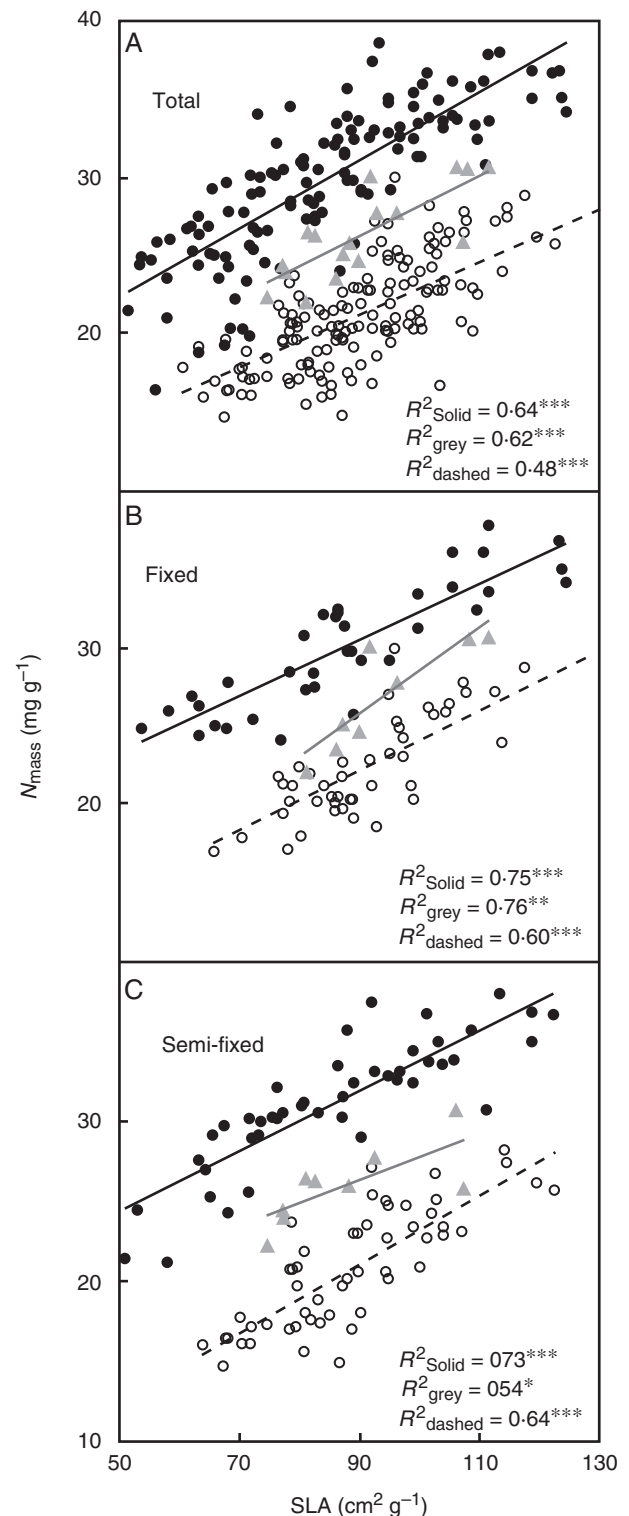 40
A
Total
30
20
R²Solid = 0·64***
R²grey = 0·62***
R²dashed = 0·48***
B
Fixed
30
20
Nmass (mg g–1)
R²Solid = 0·75***
R²grey = 0·76**
R²dashed = 0·60***
C
Semi-fixed
30
20
R²Solid = 073***
R²grey = 054*
R²dashed = 0·64***
10
50 70 90 110 130
SLA (cm2 g–1)